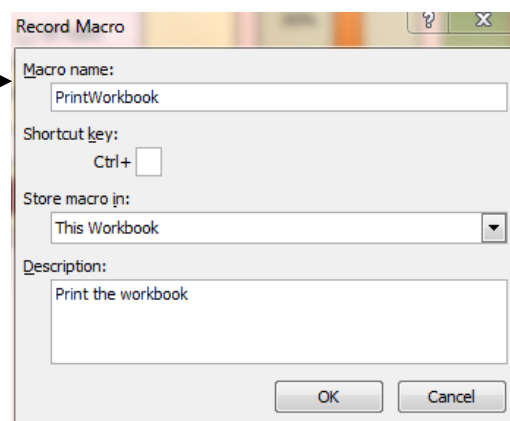 Record Macro
Macro name:
PrintWorkbook
Shortcut key:
Ctrl+
Store macro in:
This Workbook
Description:
Print the workbook
OK Cancel